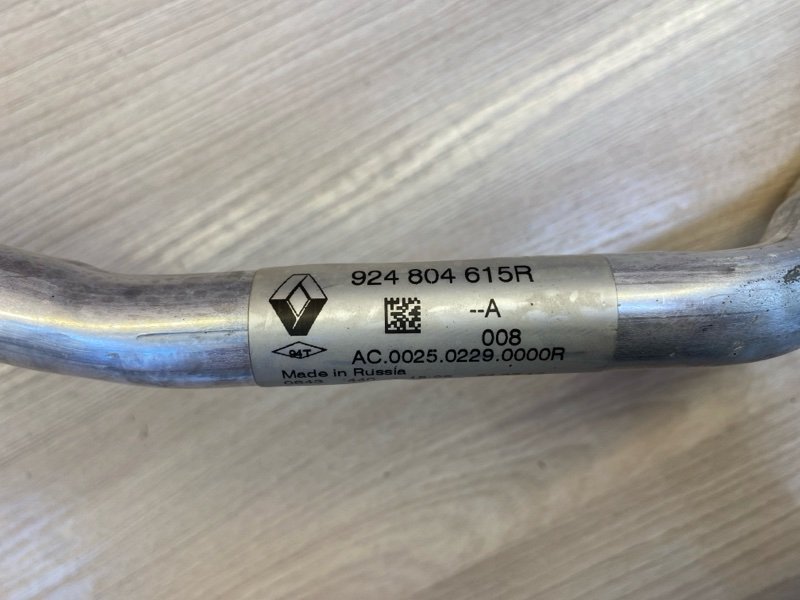 924 804 615R
--A
008
94T
AC.0025.0229.0000R
Made in Russia